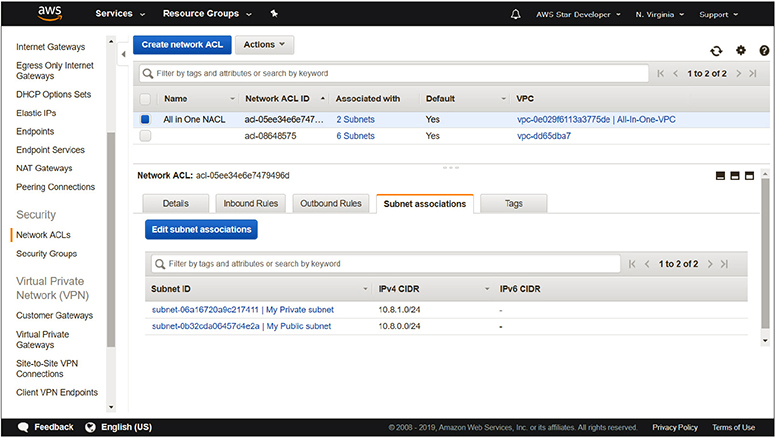 aws Services Resource Groups AWS Star Developer N. Virginia Support
Internet Gateways
Egress Only Internet
Gateways
DHCP Options Sets
Elastic IPs
Endpoints
Endpoint Services
NAT Gateways
Peering Connections
Security
Network ACLs
Security Groups
Virtual Private
Network (VPN)
Customer Gateways
Virtual Private
Gateways
Site-to-Site VPN
Connections
Client VPN Endpoints
Create network ACL Actions
Filter by tags and attributes or search by keyword 1 to 2 of 2
Name Network ACL ID Associated with Default VPC
All in One NACL acl-05ee34e6e747... 2 Subnets Yes vpc-0e029f6113a3775de | All-In-One-VPC
acl-08648575 6 Subnets Yes vpc-dd65dba7
Network ACL: acl-05ee34e6e7479496d
Details Inbound Rules Outbound Rules Subnet associations Tags
Edit subnet associations
Filter by tags and attributes or search by keyword 1 to 2 of 2
Subnet ID IPv4 CIDR IPv6 CIDR
subnet-06a16720a9c217411 | My Private subnet 10.8.1.0/24 -
subnet-0b32cda06457d4e2a | My Public subnet 10.8.0.0/24 -
Feedback English (US) © 2008 - 2019, Amazon Web Services, Inc. or its affiliates. All rights reserved. Privacy Policy Terms of Use